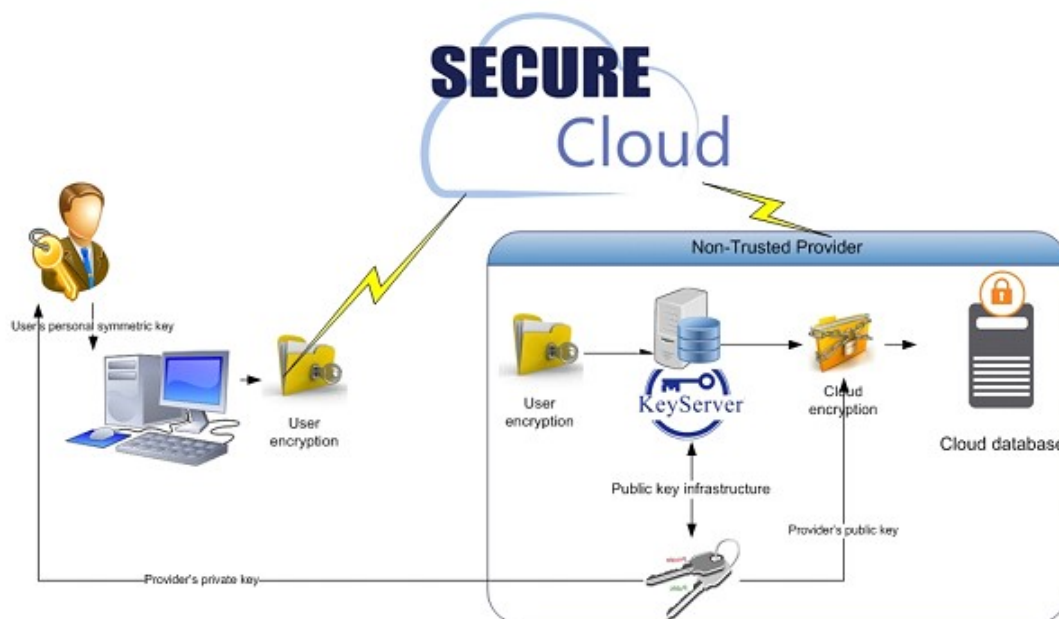 SECURE
Cloud
Non-Trusted Provider
User's personal symmetric key
User
encryption
User
encryption
KeyServer
Cloud
encryption
Cloud database
Public key infrastructure
Provider's public key
Provider's private key